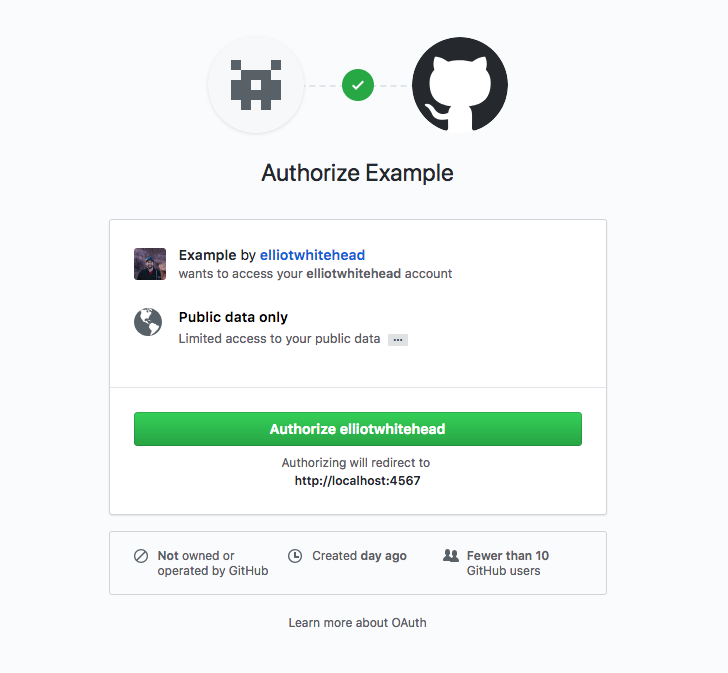 Authorize Example
Example by elliotwhitehead
wants to access your elliotwhitehead account
Public data only
Limited access to your public data ...
Authorize elliotwhitehead
Authorizing will redirect to
http://localhost:4567
Not owned or
operated by GitHub
Created day ago
Fewer than 10
GitHub users
Learn more about OAuth